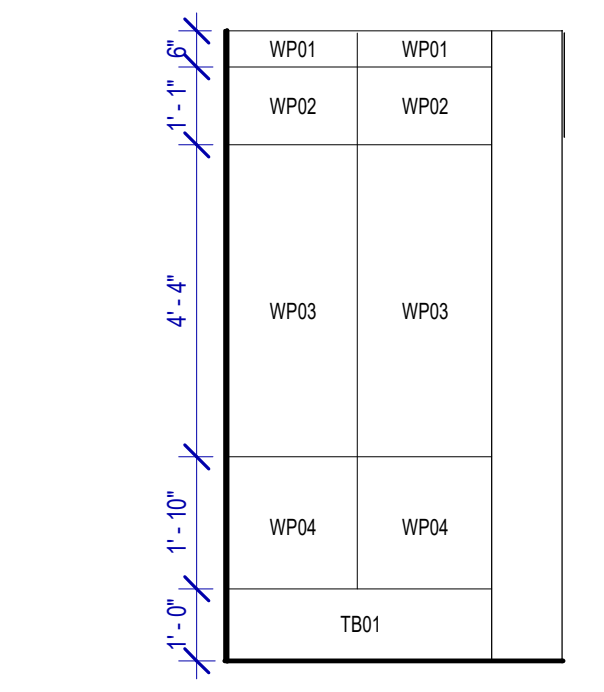 6"
WP01 WP01
1' - 1"
WP02 WP02
4' - 4"
WP03 WP03
1' - 10"
WP04 WP04
1' - 0"
TB01